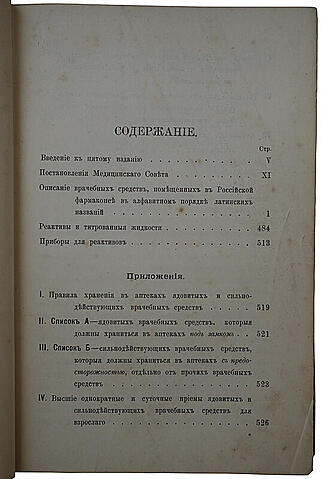 СОДЕРЖАНІЕ.
Стр.
Введеніе къ пятому изданію V
Постановленія Медицинскаго Совѣта XI
Описаніе врачебныхъ средствъ, помѣщенныхъ въ Россійской
фармакопеѣ въ алфавитномъ порядкѣ латинскихъ
названій 1
Реактивы и титрованныя жидкости 484
Приборы для реактивовъ 513
Приложенія.
I. Правила храненія въ аптекахъ ядовитыхъ и сильно-
дѣйствующихъ врачебныхъ средствъ 519
II. Списокъ А—ядовитыхъ врачебныхъ средствъ, которыя
должны храниться въ аптекахъ подъ замкомъ 521
III. Списокъ Б—сильнодѣйствующихъ врачебныхъ средствъ,
которыя должны храниться въ аптекахъ съ предо-
сторожностью, отдѣльно отъ прочихъ врачебныхъ
средствъ 523
IV. Высшіе однократные и суточные пріемы ядовитыхъ и
сильнодѣйствующихъ врачебныхъ средствъ для
взрослаго 526